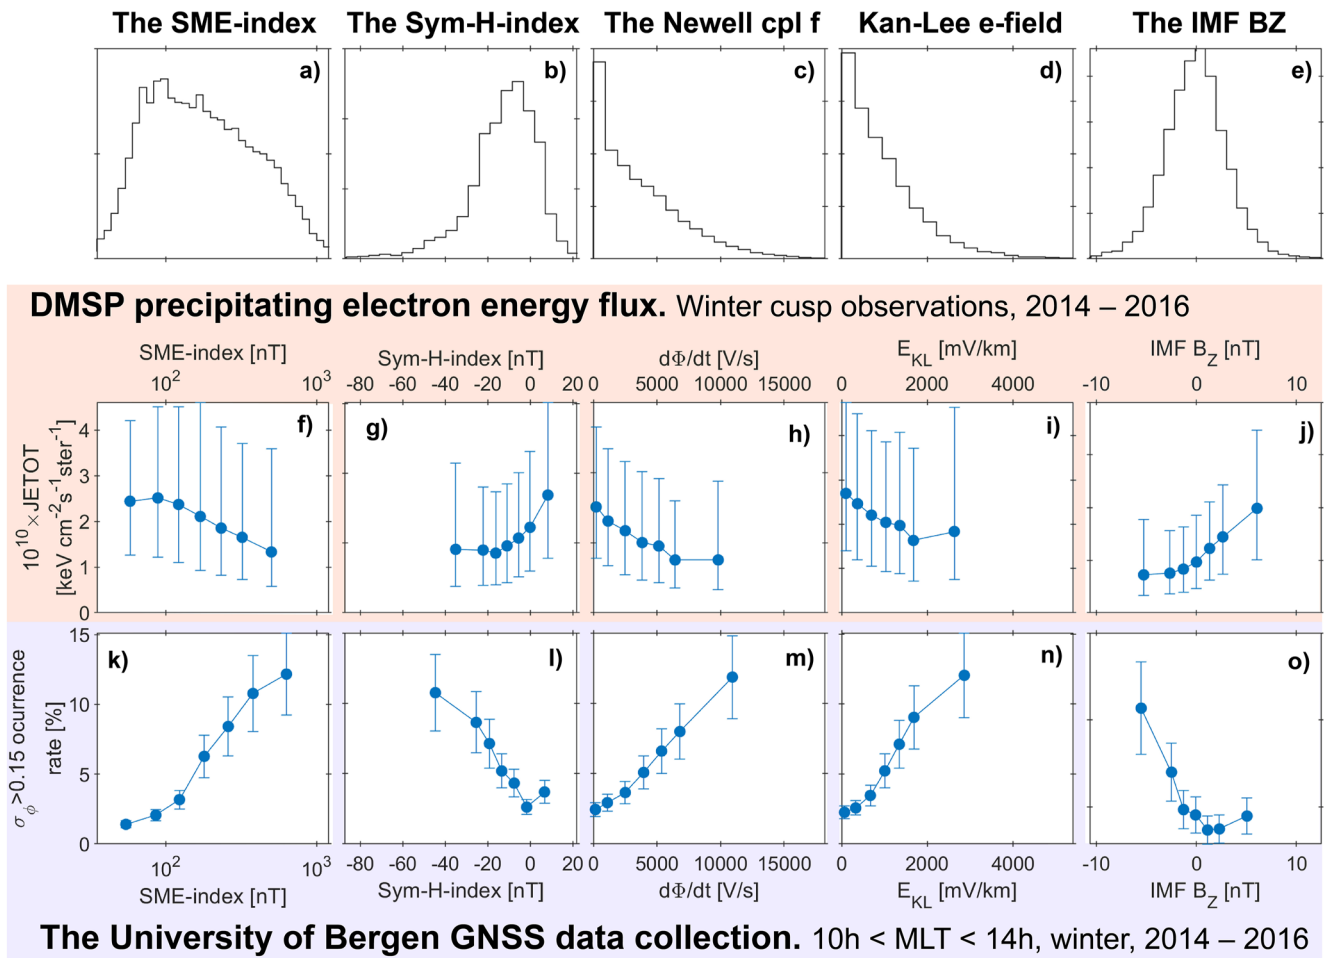 The SME-index The Sym-H-index The Newell cpl f Kan-Lee e-field The IMF BZ
a) b) c) d) e)
DMSP precipitating electron energy flux. Winter cusp observations, 2014 – 2016
SME-index [nT] Sym-H-index [nT] dΦ/dt [V/s] E_KL [mV/km] IMF B_Z [nT]
10^2 10^3 -80 -60 -40 -20 0 20 0 5000 10000 15000 0 2000 4000 -10 0 10
10^10×JETOT
[keV cm^-2s^-1ster^-1]
4
3
2
1
0
f) g) h) i) j)
σ_ϕ>0.15 ocurrence
rate [%]
15
10
5
0
k) l) m) n) o)
10^2 10^3 -80 -60 -40 -20 0 20 0 5000 10000 15000 0 2000 4000 -10 0 10
SME-index [nT] Sym-H-index [nT] dΦ/dt [V/s] E_KL [mV/km] IMF B_Z [nT]
The University of Bergen GNSS data collection. 10h < MLT < 14h, winter, 2014 – 2016